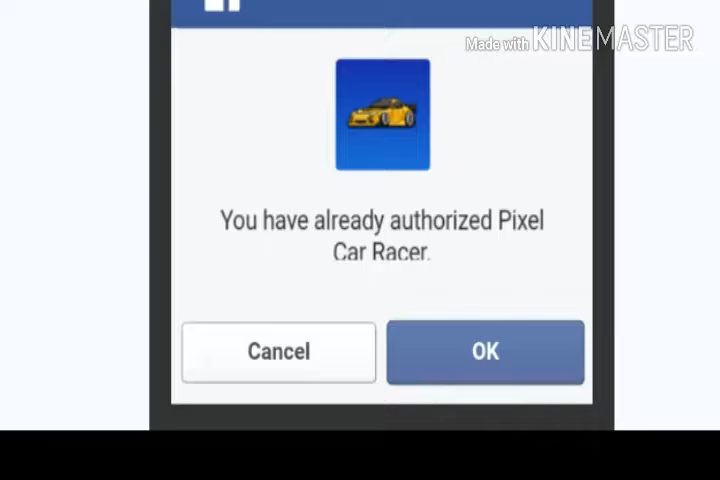 Made with KINEMASTER
You have already authorized Pixel
Car Racer.
Cancel
OK